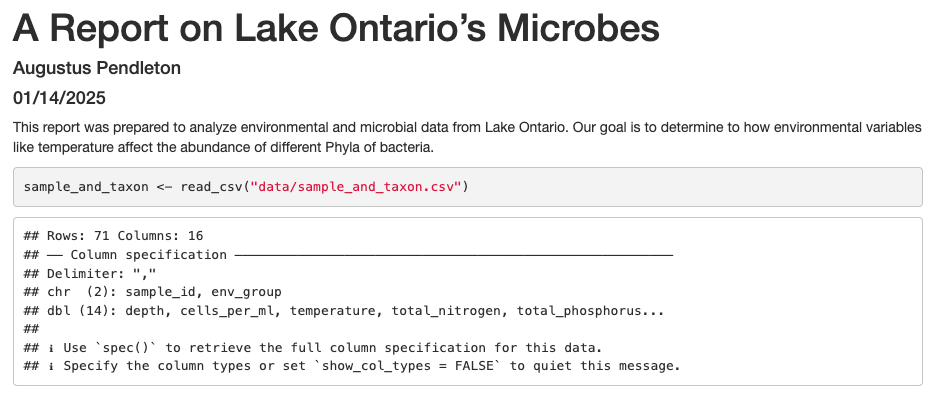 A Report on Lake Ontario’s Microbes
Augustus Pendleton
01/14/2025
This report was prepared to analyze environmental and microbial data from Lake Ontario. Our goal is to determine to how environmental variables
like temperature affect the abundance of different Phyla of bacteria.
sample_and_taxon <- read_csv("data/sample_and_taxon.csv")
## Rows: 71 Columns: 16
## ── Column specification ────────────────────────────────────────────────────────
## Delimiter: ","
## chr  (2): sample_id, env_group
## dbl (14): depth, cells_per_ml, temperature, total_nitrogen, total_phosphorus...
##
## ℹ Use `spec()` to retrieve the full column specification for this data.
## ℹ Specify the column types or set `show_col_types = FALSE` to quiet this message.